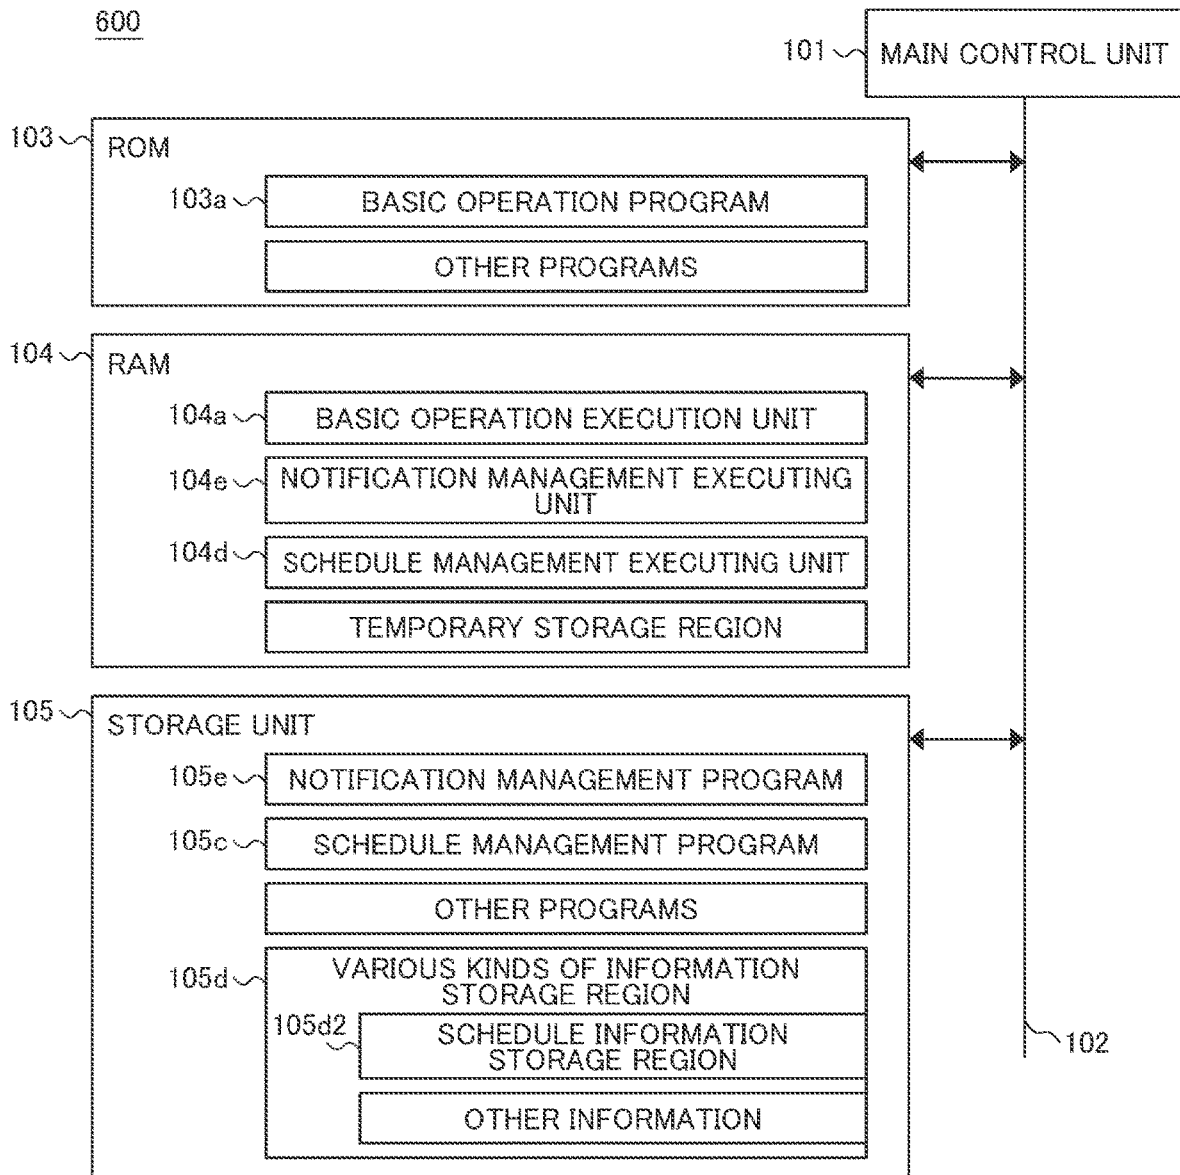 600
101
MAIN CONTROL UNIT
103
ROM
103a
BASIC OPERATION PROGRAM
OTHER PROGRAMS
104
RAM
104a
BASIC OPERATION EXECUTION UNIT
104e
NOTIFICATION MANAGEMENT EXECUTING
UNIT
104d
SCHEDULE MANAGEMENT EXECUTING UNIT
TEMPORARY STORAGE REGION
105
STORAGE UNIT
105e
NOTIFICATION MANAGEMENT PROGRAM
105c
SCHEDULE MANAGEMENT PROGRAM
OTHER PROGRAMS
105d
VARIOUS KINDS OF INFORMATION
STORAGE REGION
105d2
SCHEDULE INFORMATION
STORAGE REGION
102
OTHER INFORMATION